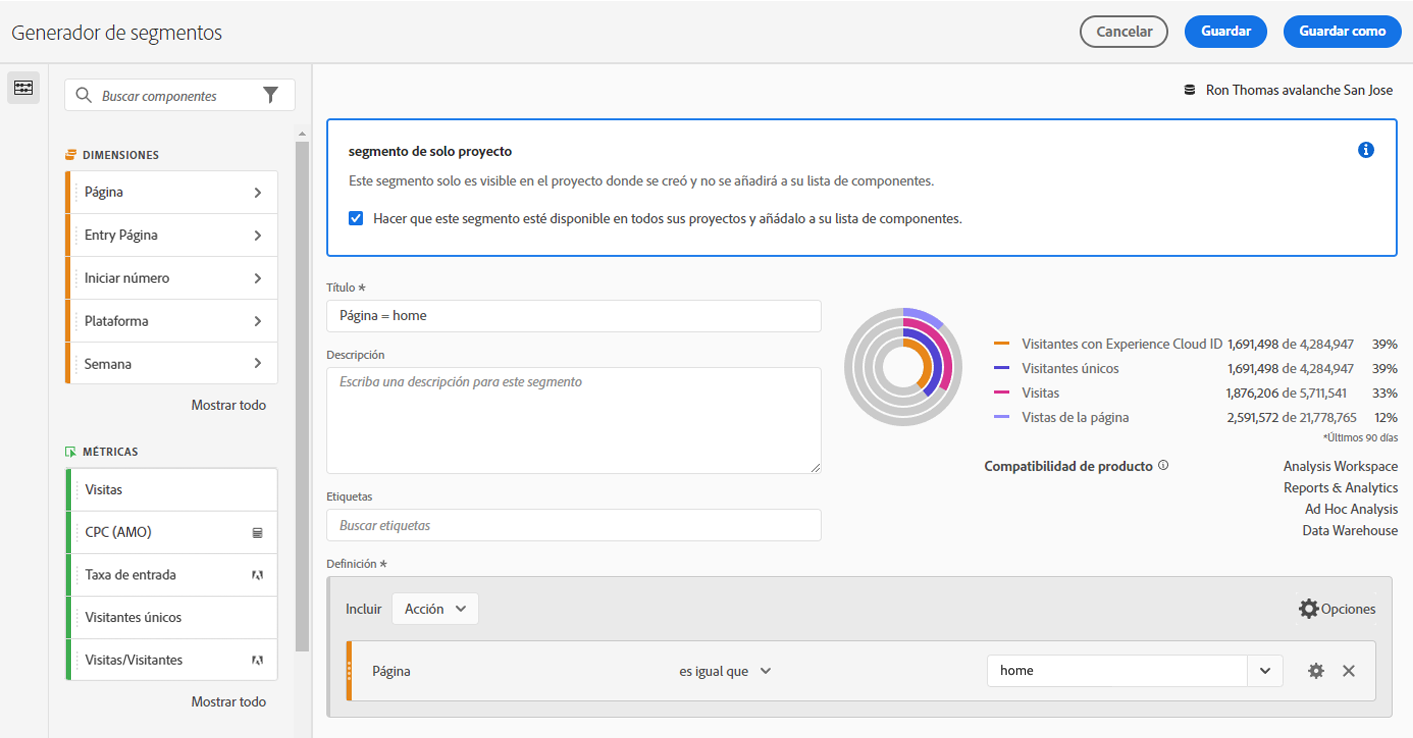 Generador de segmentos
Cancelar
Guardar
Guardar como
Buscar componentes
Ron Thomas avalanche San Jose
segmento de solo proyecto
Este segmento solo es visible en el proyecto donde se creó y no se añadirá a su lista de componentes.
Hacer que este segmento esté disponible en todos sus proyectos y añádalo a su lista de componentes.
DIMENSIONES
Página
Entry Página
Iniciar número
Plataforma
Semana
Mostrar todo
MÉTRICAS
Visitas
CPC (AMO)
Taxa de entrada
Visitantes únicos
Visitas/Visitantes
Mostrar todo
Título *
Página = home
Descripción
Escriba una descripción para este segmento
Etiquetas
Buscar etiquetas
Visitantes con Experience Cloud ID 1,691,498 de 4,284,947 39%
Visitantes únicos 1,691,498 de 4,284,947 39%
Visitas 1,876,206 de 5,711,541 33%
Vistas de la página 2,591,572 de 21,778,765 12%
*Últimos 90 días
Compatibilidad de producto
Analysis Workspace
Reports & Analytics
Ad Hoc Analysis
Data Warehouse
Definición *
Incluir Acción Opciones
Página es igual que home